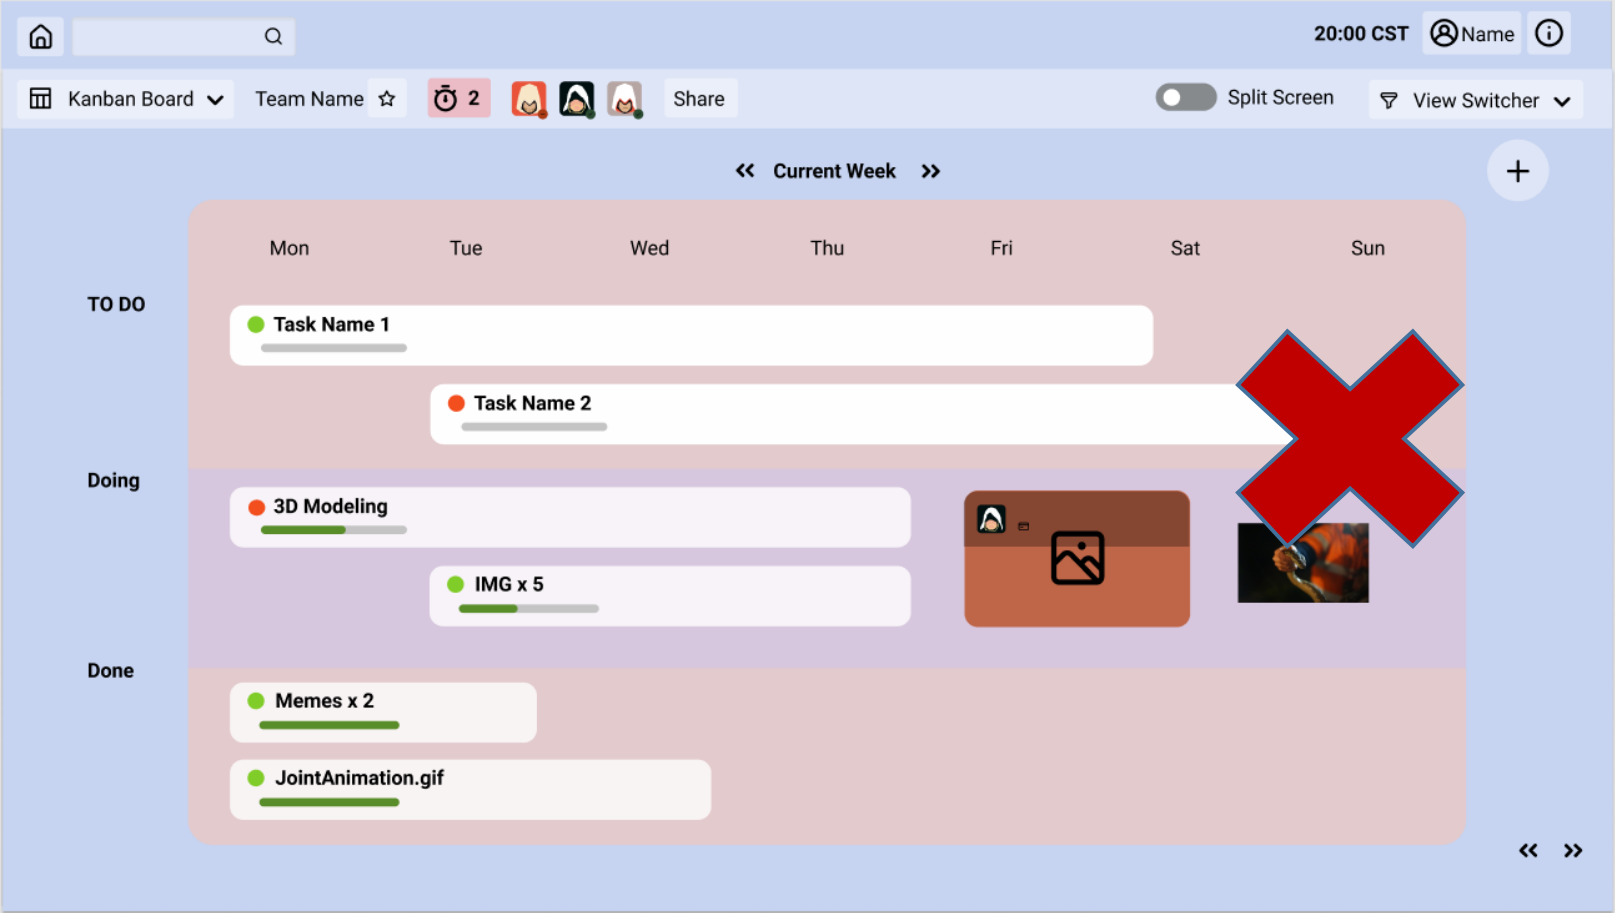 20:00 CST
Name
Kanban Board
Team Name
2
Share
Split Screen
View Switcher
Current Week
Mon Tue Wed Thu Fri Sat Sun
TO DO
Task Name 1
Task Name 2
Doing
3D Modeling
IMG x 5
Done
Memes x 2
JointAnimation.gif